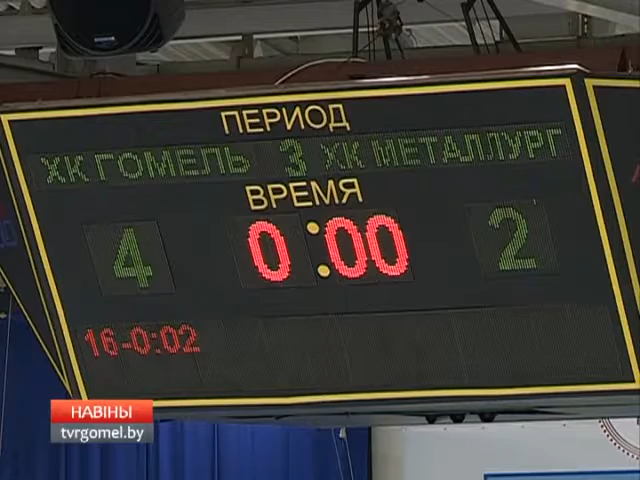 ПЕРИОД
ХК ГОМЕЛЬ 3 ХК МЕТАЛЛУРГ
ВРЕМЯ
4 0:00 2
16-0:02
НАВІНЫ
tvrgomel.by